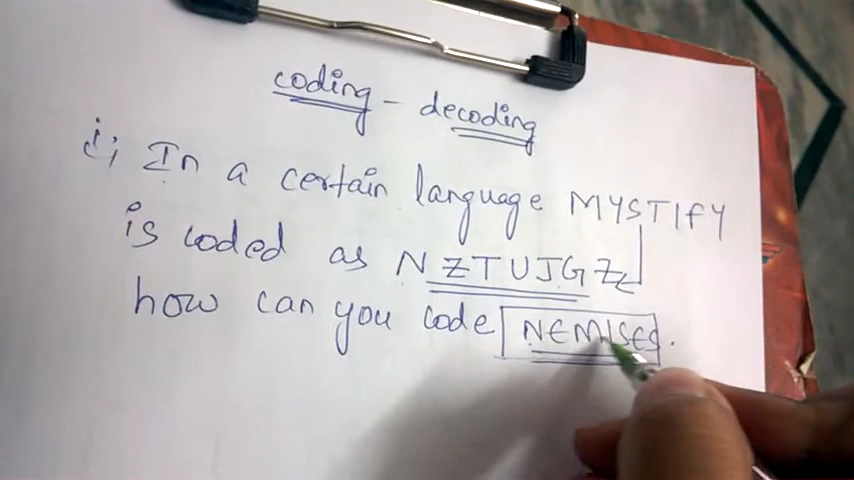 coding - decoding
i; In a certain language MYSTIFY
is coded as NZTUJGZ
how can you code NEMISES.